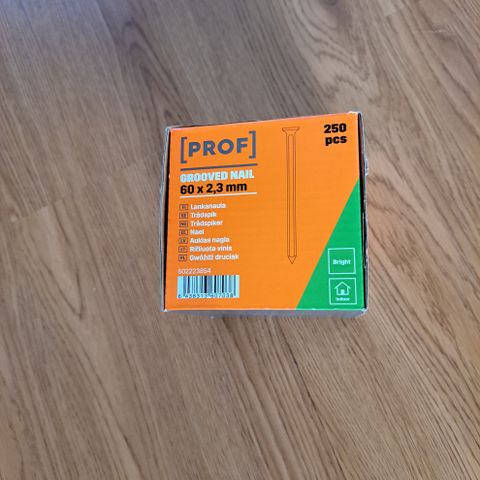 [PROF]
250
pcs
GROOVED NAIL
60 x 2,3 mm
Lankanaula
Trådspik
Trådspiker
Nael
Auklas nagla
Rifliuota vinis
Gwóźdź druciak
502223854
Bright
Indoor